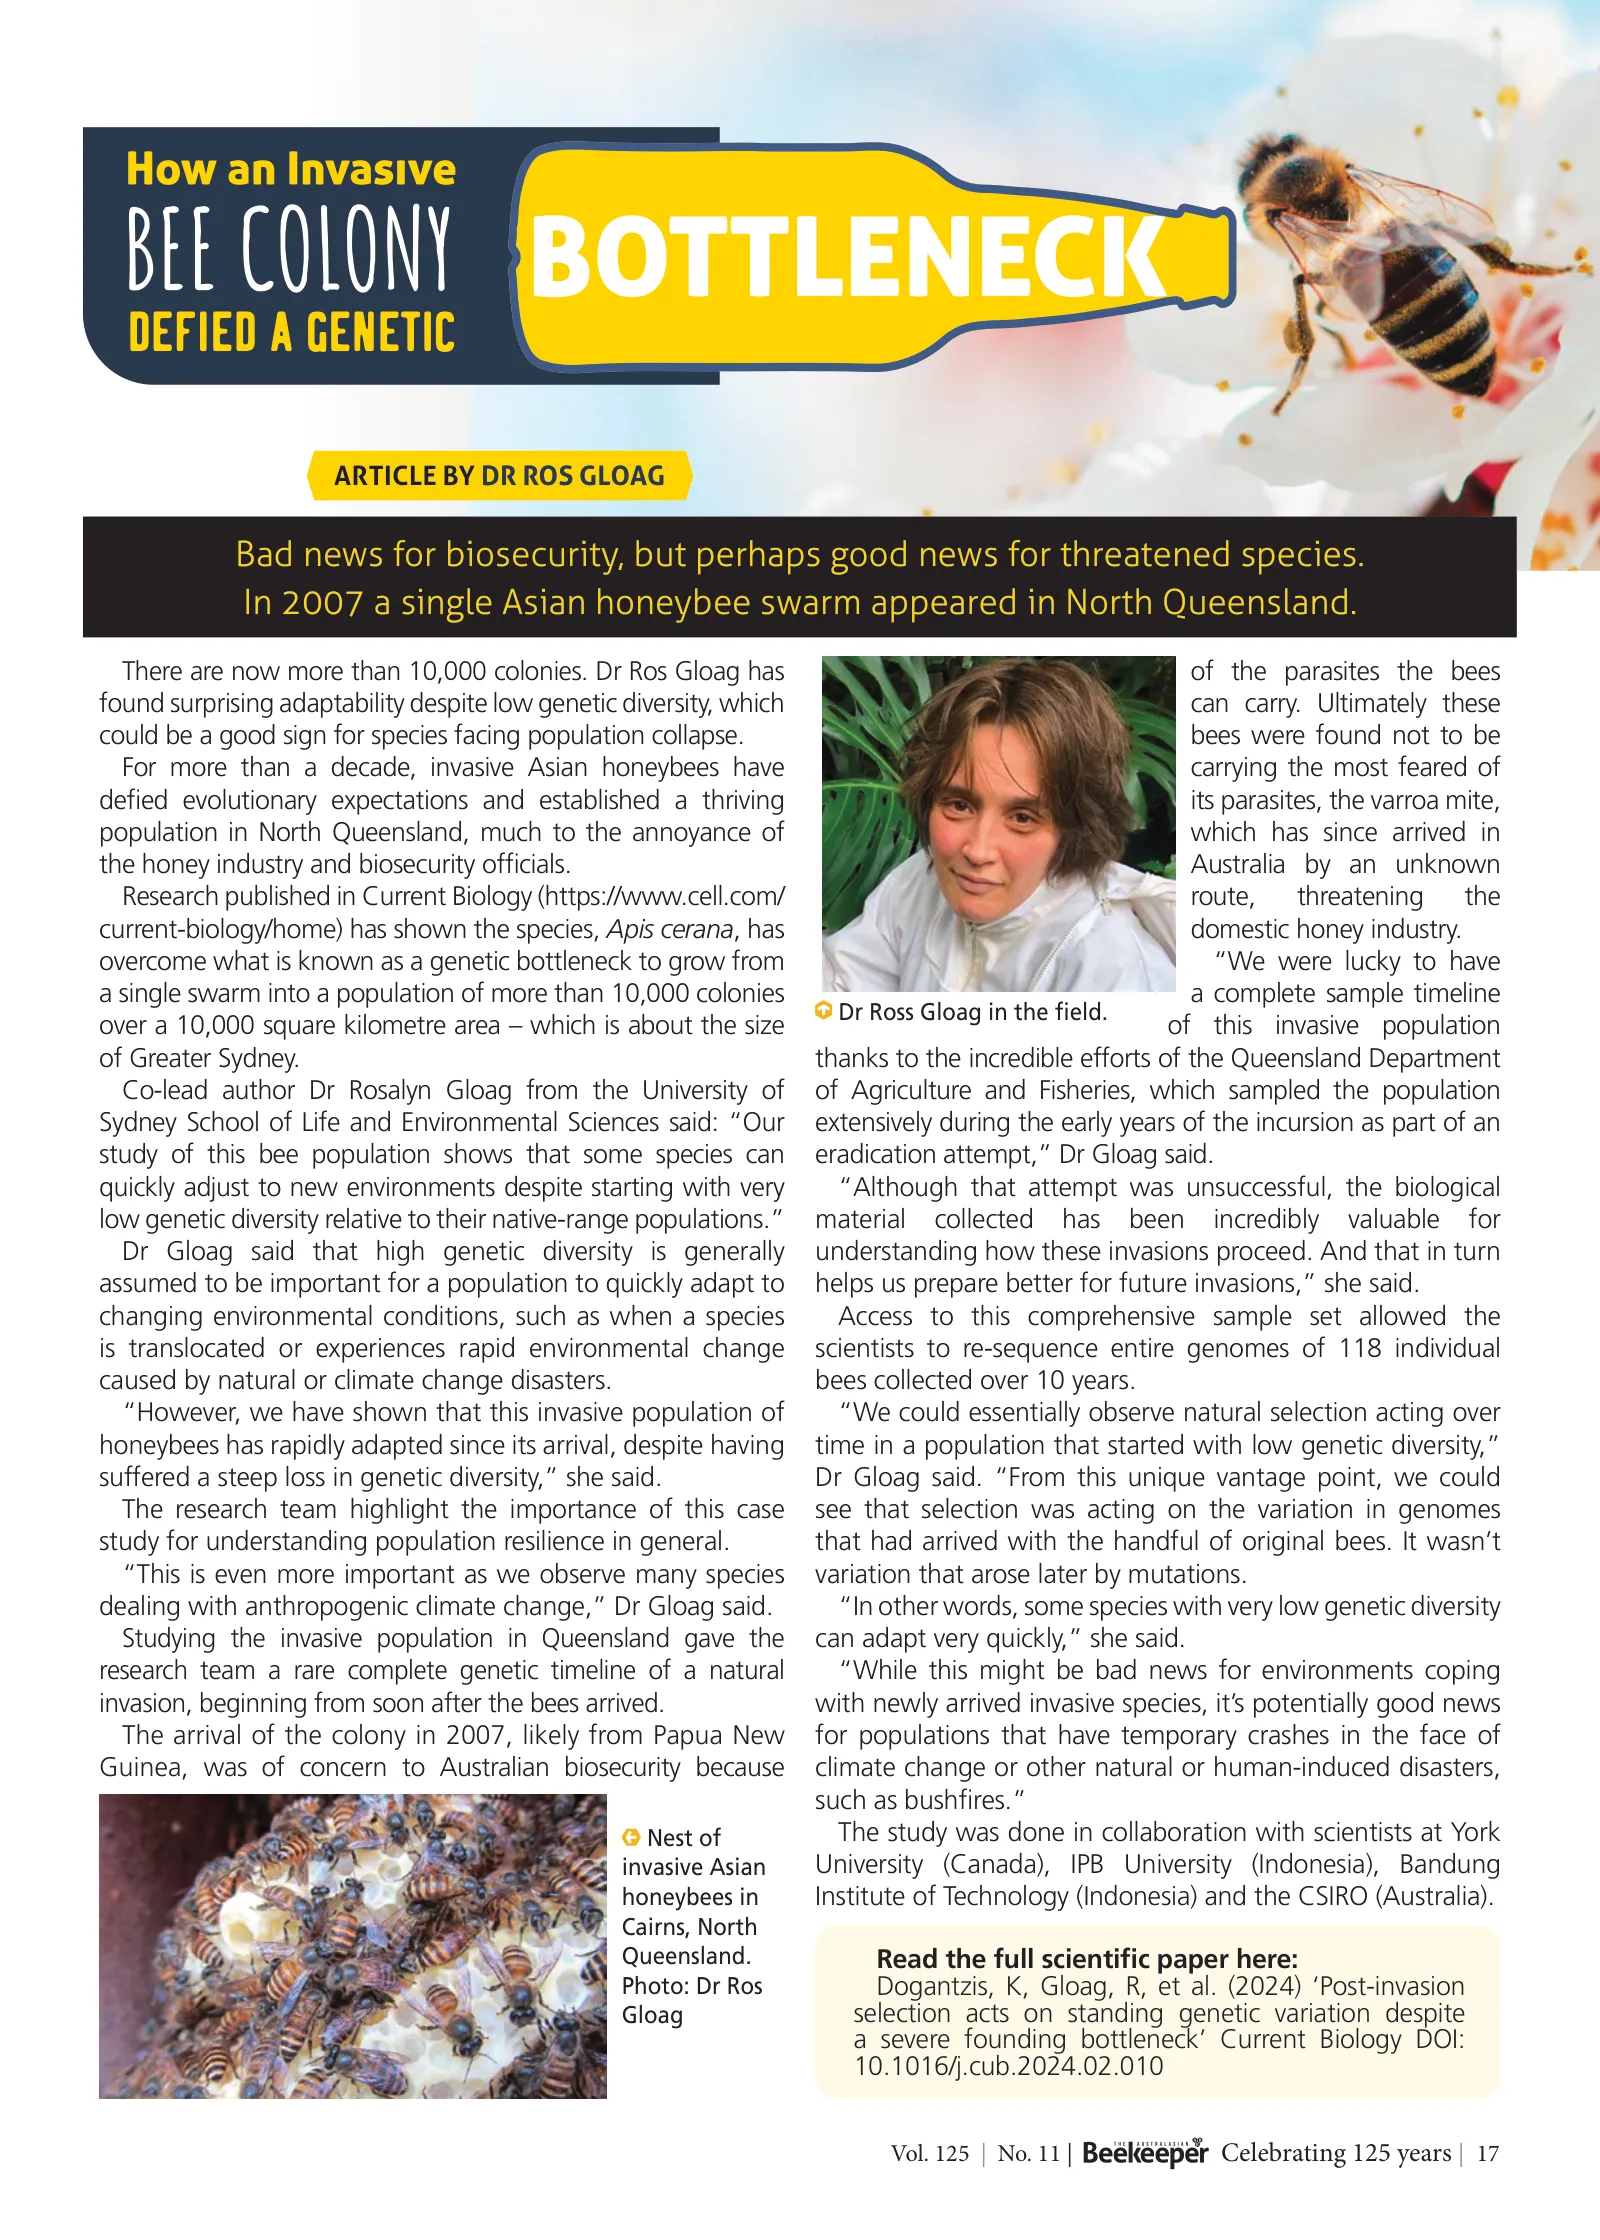 How an Invasive
BEE COLONY
DEFIED A GENETIC
BOTTLENECK
ARTICLE BY DR ROS GLOAG
Bad news for biosecurity, but perhaps good news for threatened species.
In 2007 a single Asian honeybee swarm appeared in North Queensland.
There are now more than 10,000 colonies. Dr Ros Gloag has
found surprising adaptability despite low genetic diversity, which
could be a good sign for species facing population collapse.
For more than a decade, invasive Asian honeybees have
defied evolutionary expectations and established a thriving
population in North Queensland, much to the annoyance of
the honey industry and biosecurity officials.
Research published in Current Biology (https://www.cell.com/
current-biology/home) has shown the species, Apis cerana, has
overcome what is known as a genetic bottleneck to grow from
a single swarm into a population of more than 10,000 colonies
over a 10,000 square kilometre area – which is about the size
of Greater Sydney.
Co-lead author Dr Rosalyn Gloag from the University of
Sydney School of Life and Environmental Sciences said: “Our
study of this bee population shows that some species can
quickly adjust to new environments despite starting with very
low genetic diversity relative to their native-range populations.”
Dr Gloag said that high genetic diversity is generally
assumed to be important for a population to quickly adapt to
changing environmental conditions, such as when a species
is translocated or experiences rapid environmental change
caused by natural or climate change disasters.
“However, we have shown that this invasive population of
honeybees has rapidly adapted since its arrival, despite having
suffered a steep loss in genetic diversity,” she said.
The research team highlight the importance of this case
study for understanding population resilience in general.
“This is even more important as we observe many species
dealing with anthropogenic climate change,” Dr Gloag said.
Studying the invasive population in Queensland gave the
research team a rare complete genetic timeline of a natural
invasion, beginning from soon after the bees arrived.
The arrival of the colony in 2007, likely from Papua New
Guinea, was of concern to Australian biosecurity because
Nest of
invasive Asian
honeybees in
Cairns, North
Queensland.
Photo: Dr Ros
Gloag
Dr Ross Gloag in the field.
of the parasites the bees
can carry. Ultimately these
bees were found not to be
carrying the most feared of
its parasites, the varroa mite,
which has since arrived in
Australia by an unknown
route, threatening the
domestic honey industry.
“We were lucky to have
a complete sample timeline
of this invasive population
thanks to the incredible efforts of the Queensland Department
of Agriculture and Fisheries, which sampled the population
extensively during the early years of the incursion as part of an
eradication attempt,” Dr Gloag said.
“Although that attempt was unsuccessful, the biological
material collected has been incredibly valuable for
understanding how these invasions proceed. And that in turn
helps us prepare better for future invasions,” she said.
Access to this comprehensive sample set allowed the
scientists to re-sequence entire genomes of 118 individual
bees collected over 10 years.
“We could essentially observe natural selection acting over
time in a population that started with low genetic diversity,”
Dr Gloag said. “From this unique vantage point, we could
see that selection was acting on the variation in genomes
that had arrived with the handful of original bees. It wasn’t
variation that arose later by mutations.
“In other words, some species with very low genetic diversity
can adapt very quickly,” she said.
“While this might be bad news for environments coping
with newly arrived invasive species, it’s potentially good news
for populations that have temporary crashes in the face of
climate change or other natural or human-induced disasters,
such as bushfires.”
The study was done in collaboration with scientists at York
University (Canada), IPB University (Indonesia), Bandung
Institute of Technology (Indonesia) and the CSIRO (Australia).
Read the full scientific paper here:
Dogantzis, K, Gloag, R, et al. (2024) ‘Post-invasion
selection acts on standing genetic variation despite
a severe founding bottleneck’ Current Biology DOI:
10.1016/j.cub.2024.02.010
Vol. 125 | No. 11 | THE AUSTRALASIAN Beekeeper Celebrating 125 years | 17